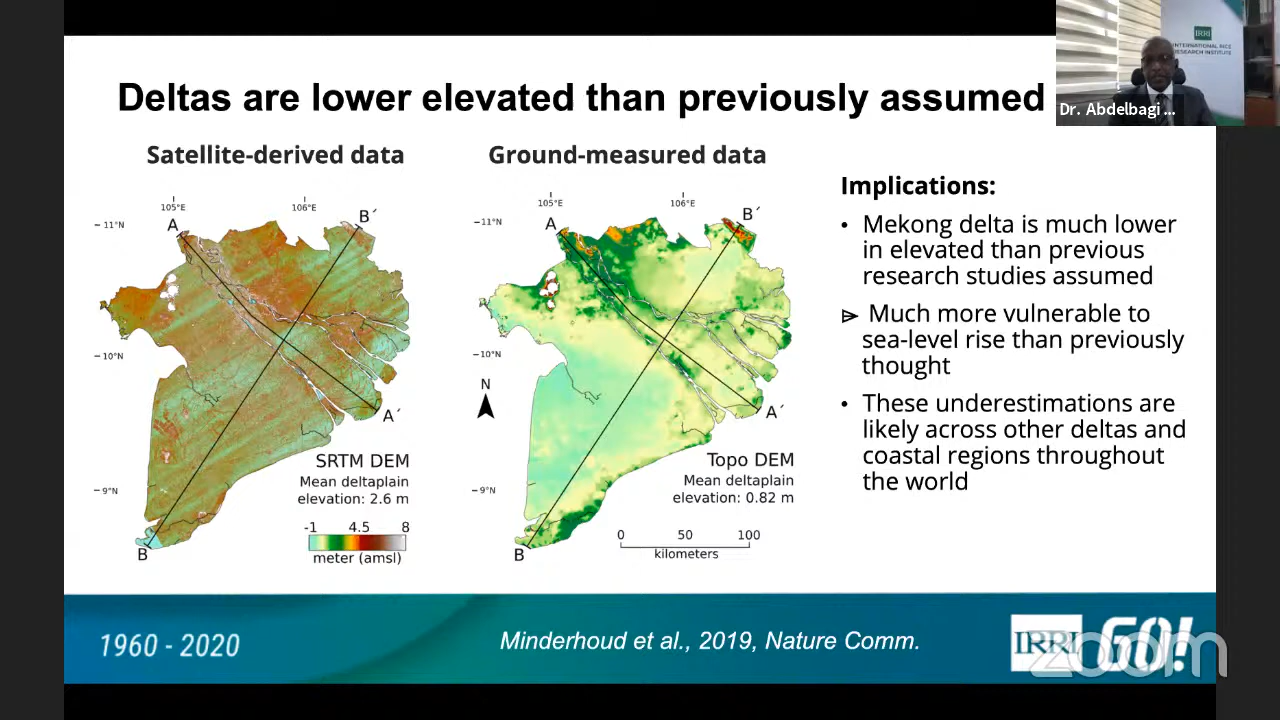 Deltas are lower elevated than previously assumed
IRRI
INTERNATIONAL RICE
RESEARCH INSTITUTE
Dr. Abdelbagi ...
Satellite-derived data
105°E
106°E
11°N
10°N
9°N
A
B´
A´
B
SRTM DEM
Mean deltaplain
elevation: 2.6 m
-1 4.5 8
meter (amsl)
Ground-measured data
105°E
106°E
11°N
10°N
9°N
A
B´
A´
B
N
Topo DEM
Mean deltaplain
elevation: 0.82 m
0 50 100
kilometers
Implications:
• Mekong delta is much lower
in elevated than previous
research studies assumed
Much more vulnerable to
sea-level rise than previously
thought
• These underestimations are
likely across other deltas and
coastal regions throughout
the world
1960 - 2020
Minderhoud et al., 2019, Nature Comm.
IRRI GO!
zoom